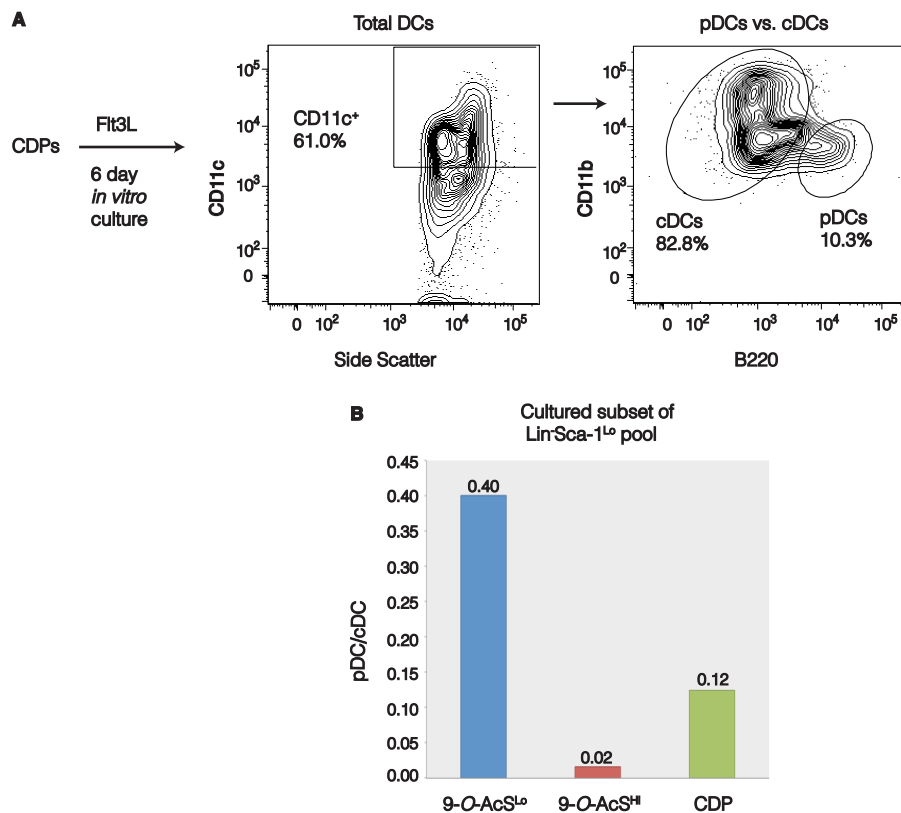 A
Total DCs
pDCs vs. cDCs
CDPs
Flt3L
6 day
in vitro
culture
CD11c
10⁵
10⁴
10³
10²
0
CD11c⁺
61.0%
0 10² 10³ 10⁴ 10⁵
Side Scatter
CD11b
10⁵
10⁴
10³
10²
0
cDCs
82.8%
pDCs
10.3%
0 10² 10³ 10⁴ 10⁵
B220
B
Cultured subset of
Lin⁻Sca-1ᴸᵒ pool
pDC/cDC
0.45
0.40
0.35
0.30
0.25
0.20
0.15
0.10
0.05
0.00
0.40
0.02
0.12
9-O-AcSᴸᵒ 9-O-AcSᴴᴵ CDP